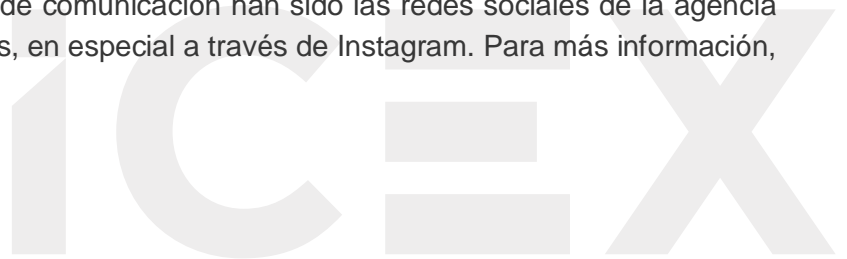 de comunicación han sido las redes sociales de la agencia
s, en especial a través de Instagram. Para más información,
ICEX